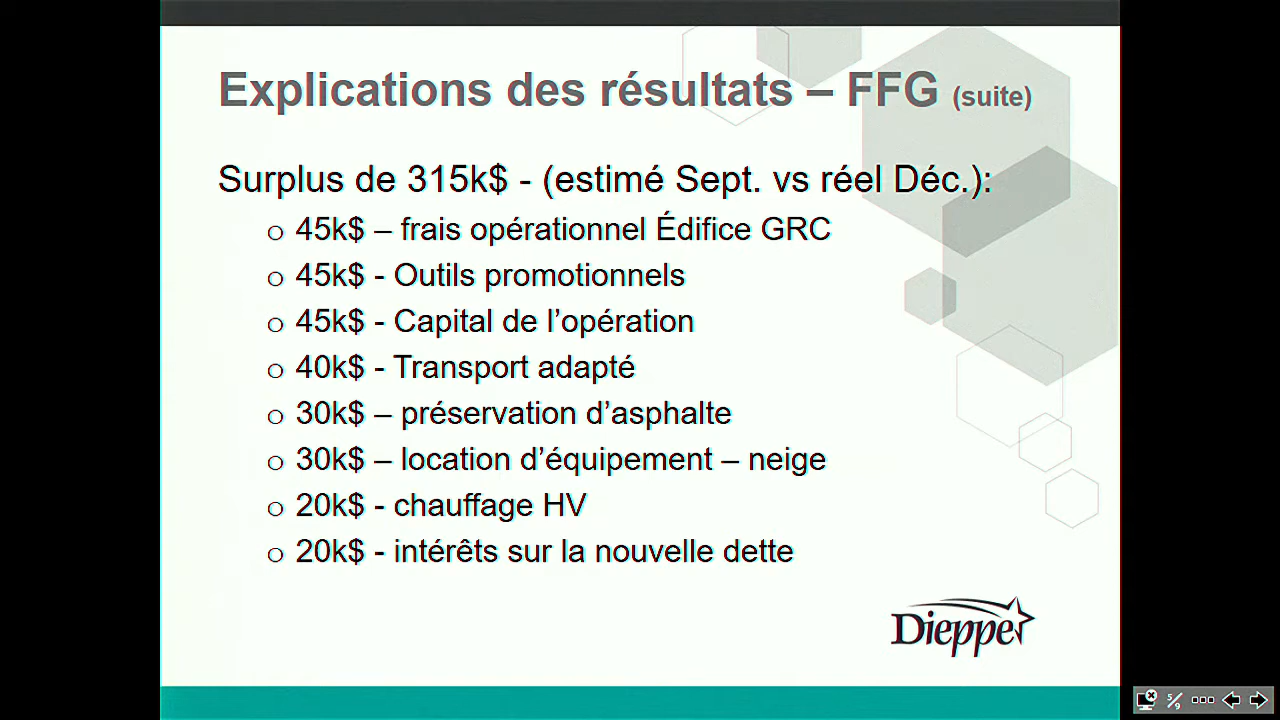 Explications des résultats – FFG (suite)
Surplus de 315k$ - (estimé Sept. vs réel Déc.):
o 45k$ – frais opérationnel Édifice GRC
o 45k$ - Outils promotionnels
o 45k$ - Capital de l’opération
o 40k$ - Transport adapté
o 30k$ – préservation d’asphalte
o 30k$ – location d’équipement – neige
o 20k$ - chauffage HV
o 20k$ - intérêts sur la nouvelle dette
Dieppe
5/9